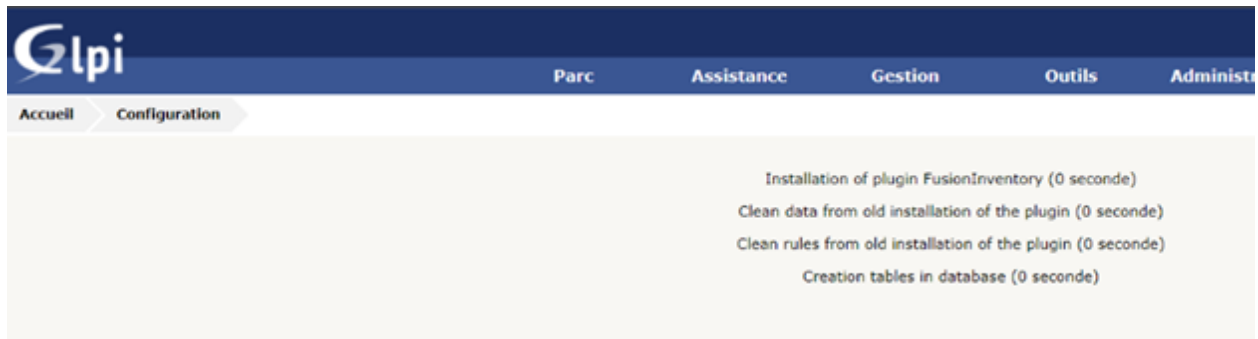 Glpi
Parc Assistance Gestion Outils
Accueil Configuration
Installation of plugin FusionInventory (0 seconde)
Clean data from old installation of the plugin (0 seconde)
Clean rules from old installation of the plugin (0 seconde)
Creation tables in database (0 seconde)